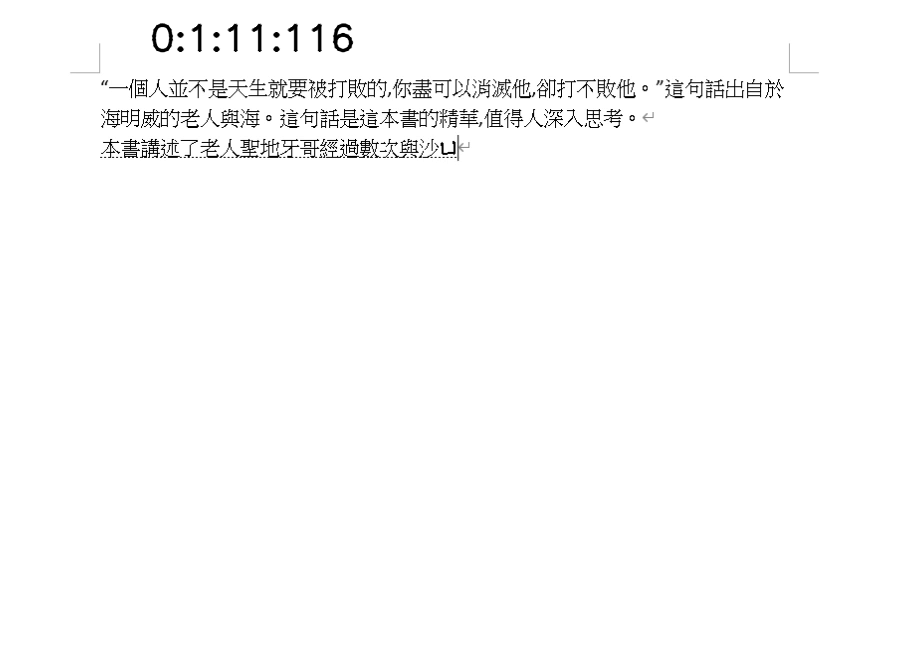 0:1:11:116
“一個人並不是天生就要被打敗的,你盡可以消滅他,卻打不敗他。”這句話出自於
海明威的老人與海。這句話是這本書的精華,值得人深入思考。
本書講述了老人聖地牙哥經過數次與沙ㄩ